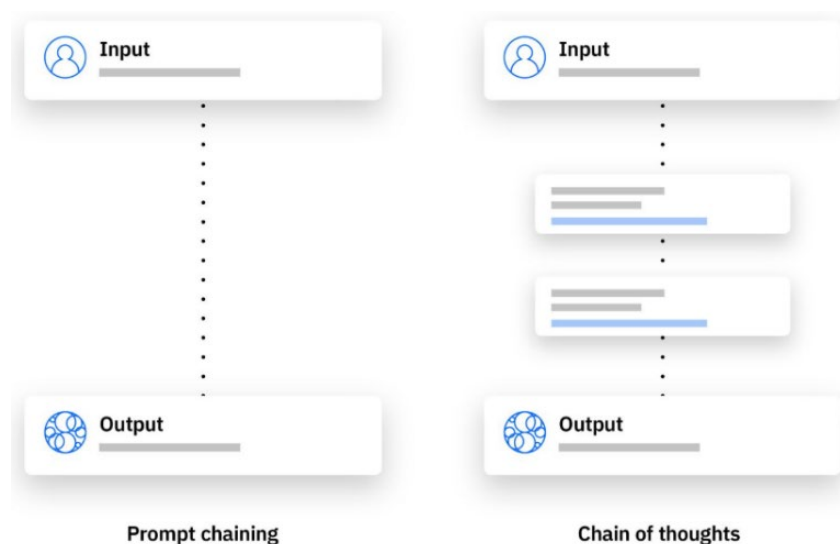 Input
Input
Output
Output
Prompt chaining
Chain of thoughts